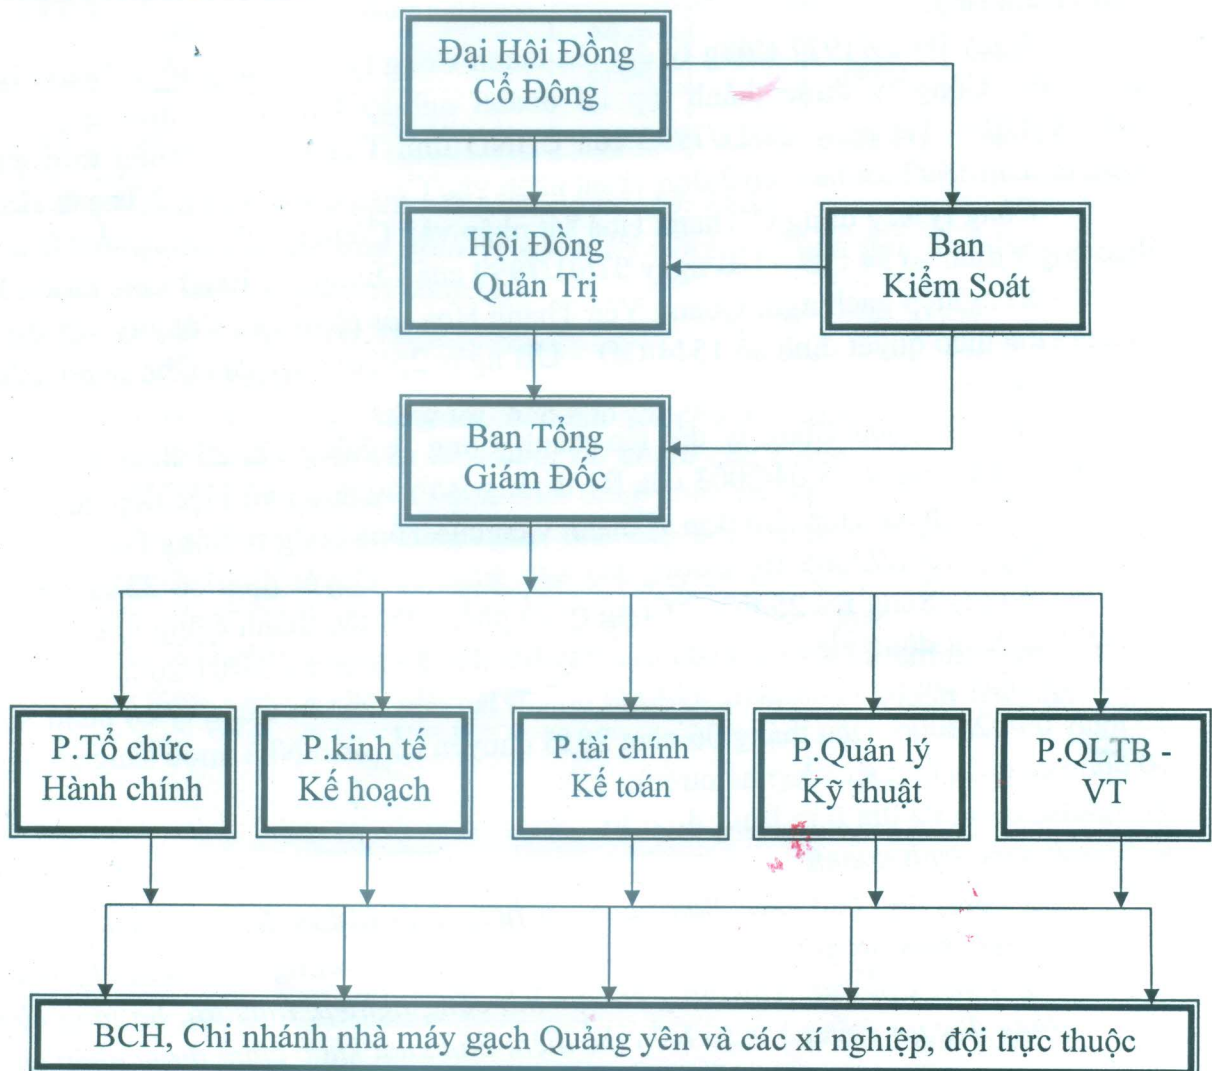 Đại Hội Đồng
Cổ Đông
Hội Đồng
Quản Trị
Ban
Kiểm Soát
Ban Tổng
Giám Đốc
P.Tổ chức
Hành chính
P.kinh tế
Kế hoạch
P.tài chính
Kế toán
P.Quản lý
Kỹ thuật
P.QLTB -
VT
BCH, Chi nhánh nhà máy gạch Quảng yên và các xí nghiệp, đội trực thuộc